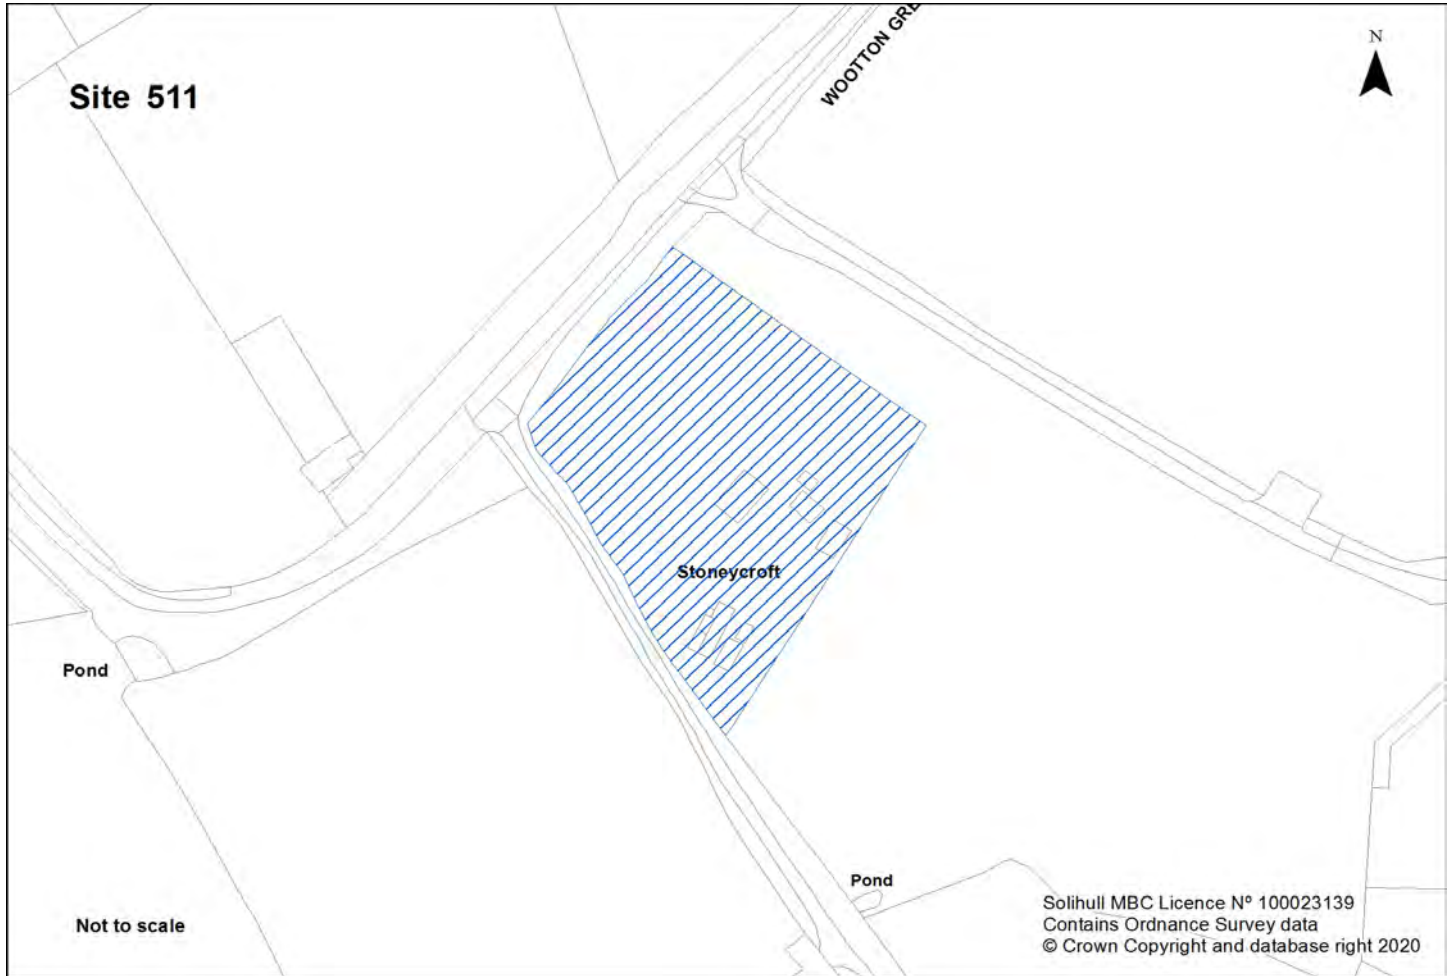 WOOTTON GRE
N
Site 511
Stoneycroft
Pond
Pond
Not to scale
Solihull MBC Licence Nº 100023139
Contains Ordnance Survey data
© Crown Copyright and database right 2020